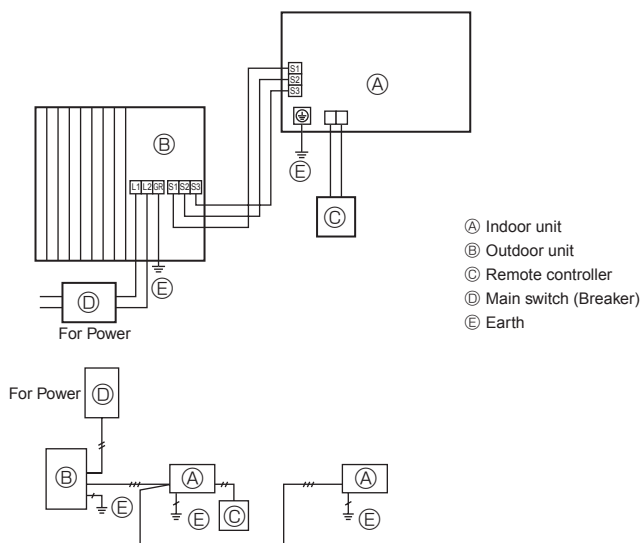 S1
S2
S3
Ⓐ
Ⓑ
Ⓔ
L1 L2 GR S1 S2 S3
Ⓒ
Ⓔ
Ⓓ
For Power
Ⓐ Indoor unit
Ⓑ Outdoor unit
Ⓒ Remote controller
Ⓓ Main switch (Breaker)
Ⓔ Earth
For Power Ⓓ
Ⓑ Ⓔ Ⓐ Ⓔ Ⓒ Ⓐ Ⓔ